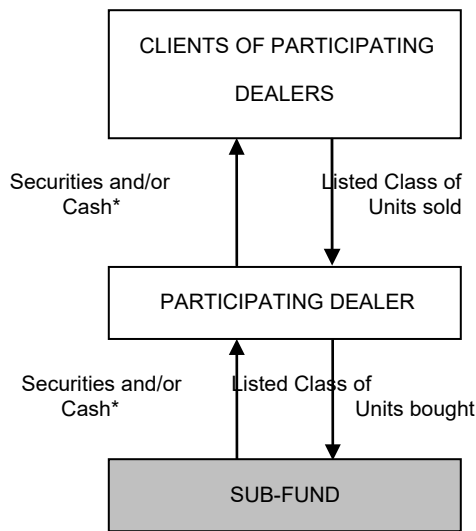 CLIENTS OF PARTICIPATING
DEALERS
Securities and/or
Cash*
Listed Class of
Units sold
PARTICIPATING DEALER
Securities and/or
Cash*
Listed Class of
Units bought
SUB-FUND